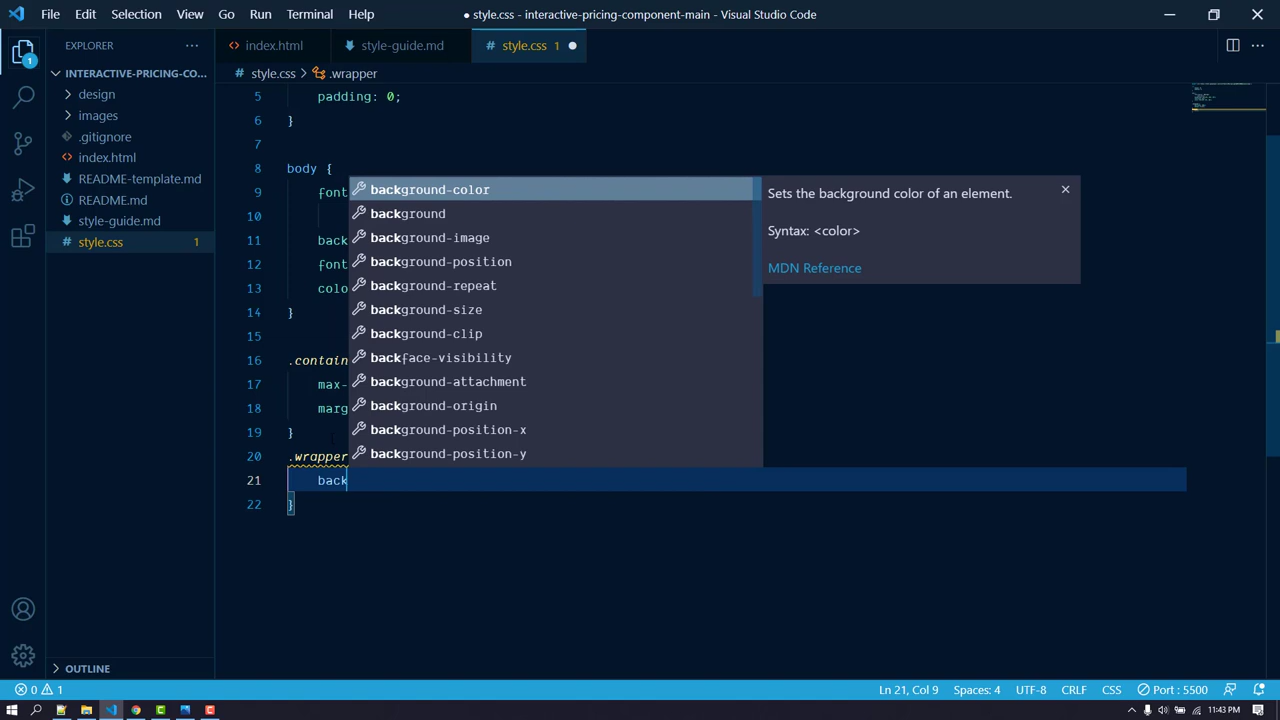 File Edit Selection View Go Run Terminal Help
● style.css - interactive-pricing-component-main - Visual Studio Code
EXPLORER
INTERACTIVE-PRICING-CO...
design
images
.gitignore
index.html
README-template.md
README.md
style-guide.md
style.css 1
OUTLINE
1
index.html style-guide.md style.css 1
# style.css > .wrapper
5 padding: 0;
6 }
7
8 body {
9 font
10
11 back
12 font
13 colo
14 }
15
16 .contain
17 max-
18 marg
19 }
20 .wrapper
21 back
22 }
background-color
background
background-image
background-position
background-repeat
background-size
background-clip
backface-visibility
background-attachment
background-origin
background-position-x
background-position-y
Sets the background color of an element.
Syntax: <color>
MDN Reference
0 1 Ln 21, Col 9 Spaces: 4 UTF-8 CRLF CSS Port : 5500
11:43 PM